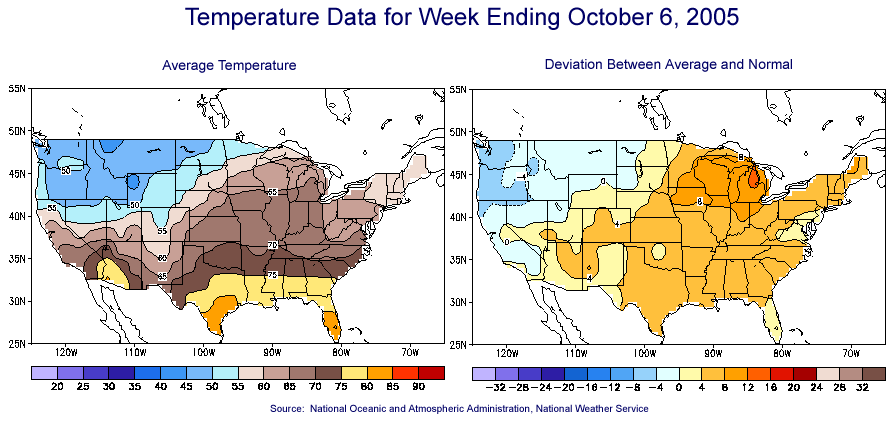 Temperature Data for Week Ending October 6, 2005
Average Temperature
Deviation Between Average and Normal
55N
50N
45N
40N
35N
30N
25N
50
50
55
55
60
65
65
70
75
120W 110W 100W 90W 80W 70W
20 25 30 35 40 45 50 55 60 65 70 75 80 85 90
55N
50N
45N
40N
35N
30N
25N
8
-4
0
8
4
0
4
120W 110W 100W 90W 80W 70W
-32 -28 -24 -20 -16 -12 -8 -4 0 4 8 12 16 20 24 28 32
Source: National Oceanic and Atmospheric Administration, National Weather Service